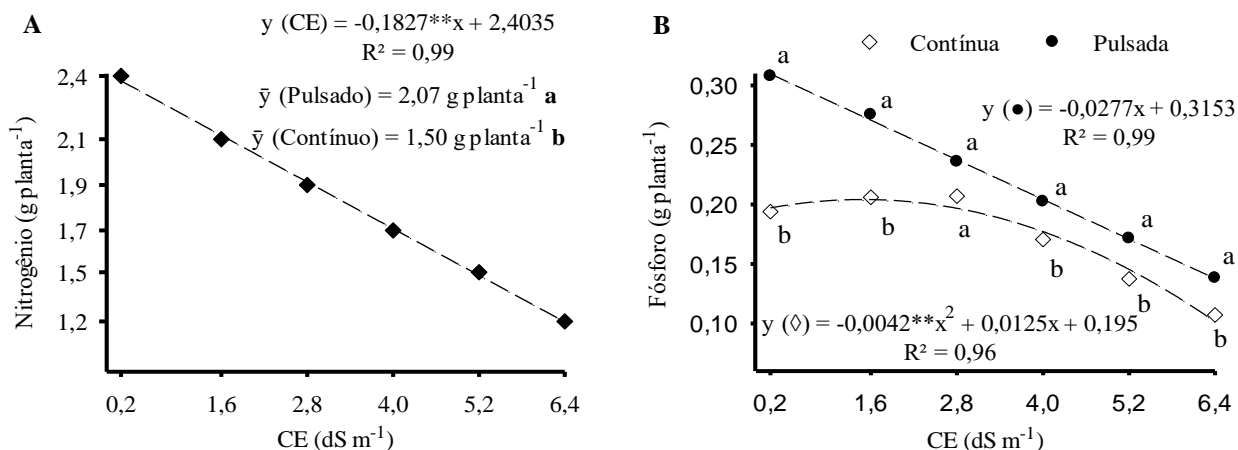 A
y (CE) = -0,1827**x + 2,4035
R² = 0,99
ȳ (Pulsado) = 2,07 g planta⁻¹ a
ȳ (Contínuo) = 1,50 g planta⁻¹ b
Nitrogênio (g planta⁻¹)
2,4
2,1
1,9
1,7
1,5
1,2
0,2 1,6 2,8 4,0 5,2 6,4
CE (dS m⁻¹)
B
◇ Contínua ● Pulsada
y (●) = -0,0277x + 0,3153
R² = 0,99
Fósforo (g planta⁻¹)
0,30
0,25
0,20
0,15
0,10
a a a a a a
b b a b b b
y (◊) = -0,0042**x² + 0,0125x + 0,195
R² = 0,96
0,2 1,6 2,8 4,0 5,2 6,4
CE (dS m⁻¹)